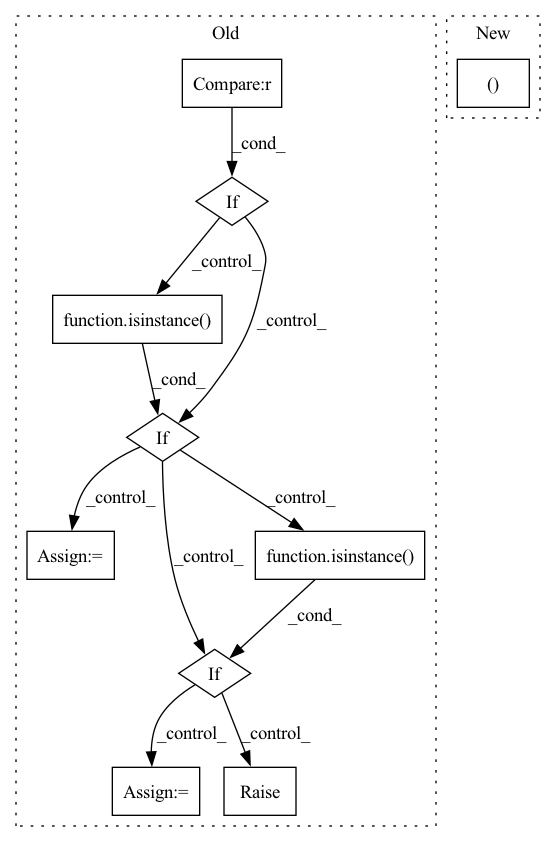 Old
New
Compare:r
()
_cond_
If
_control_
function.isinstance()
_control_
_cond_
If
_control_
_control_
Assign:=
_control_
function.isinstance()
_cond_
If
_control_
_control_
Assign:=
Raise